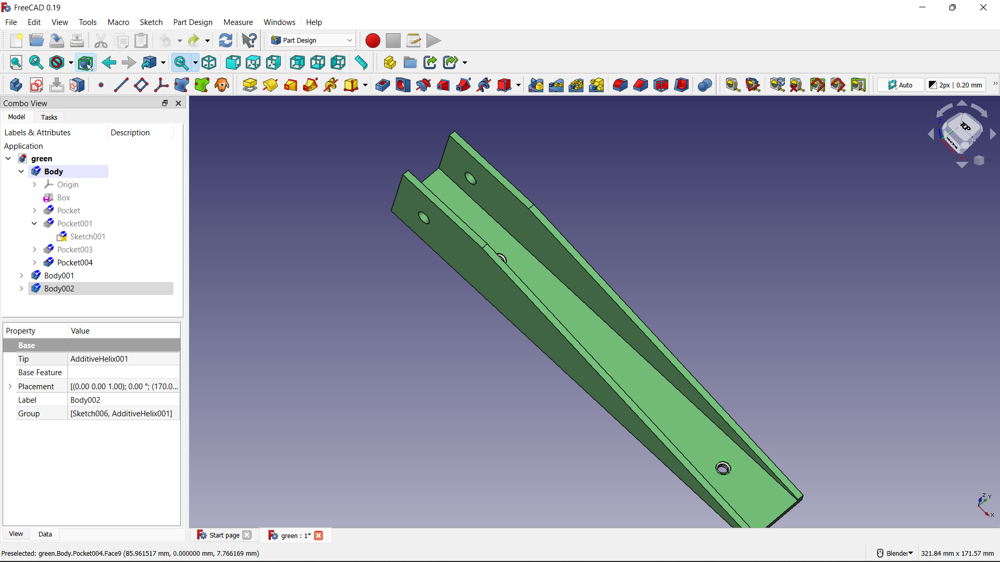 FreeCAD 0.19
File Edit View Tools Macro Sketch Part Design Measure Windows Help
Part Design
Auto
2px | 0.20 mm
Combo View
Model Tasks
Labels & Attributes Description
Application
green
Body
Origin
Box
Pocket
Pocket001
Sketch001
Pocket003
Pocket004
Body001
Body002
Property Value
Base
Tip AdditiveHelix001
Base Feature
Placement [(0.00 0.00 1.00); 0.00 °; (170.0...
Label Body002
Group [Sketch006, AdditiveHelix001]
View Data
TOP
Z
X
Z Y
X
Start page
green : 1*
Preselected: green.Body.Pocket004.Face9 (85.961517 mm, 0.000000 mm, 7.766169 mm)
Blender
321.84 mm x 171.57 mm